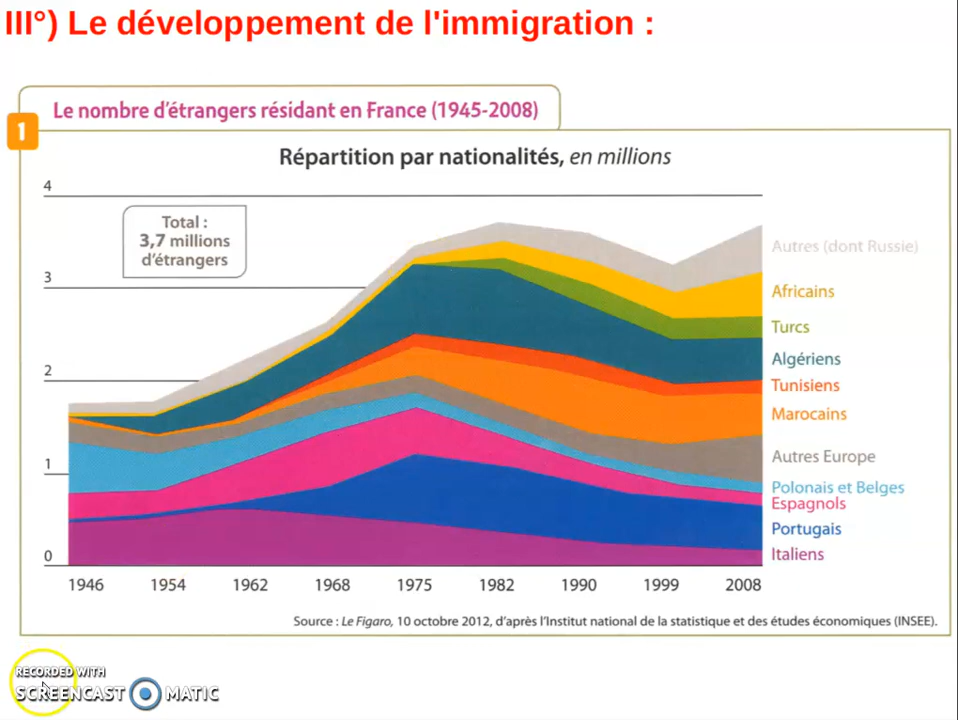 III°) Le développement de l'immigration :
Le nombre d'étrangers résidant en France (1945-2008)
1
Répartition par nationalités, en millions
4
Total :
3,7 millions
d'étrangers
3
2
1
0
Autres (dont Russie)
Africains
Turcs
Algériens
Tunisiens
Marocains
Autres Europe
Polonais et Belges
Espagnols
Portugais
Italiens
1946 1954 1962 1968 1975 1982 1990 1999 2008
Source : Le Figaro, 10 octobre 2012, d'après l'Institut national de la statistique et des études économiques (INSEE).
RECORDED WITH
SCREENCAST MATIC